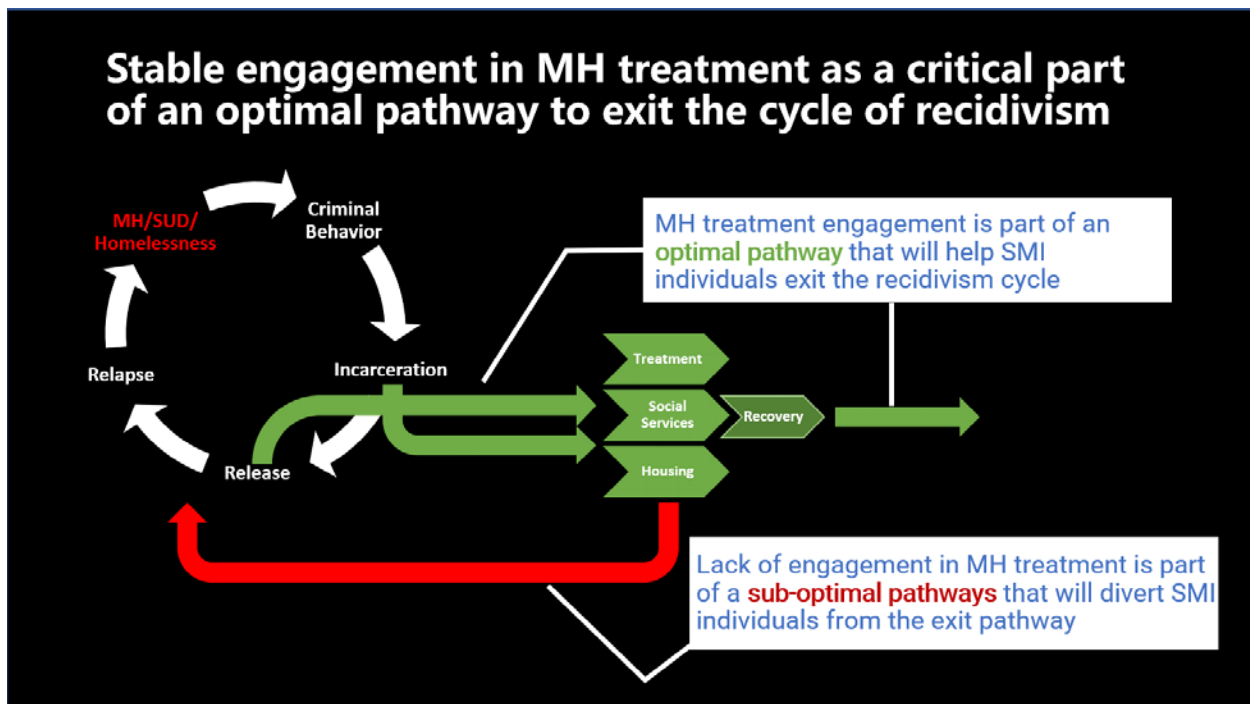 Stable engagement in MH treatment as a critical part
of an optimal pathway to exit the cycle of recidivism
MH/SUD/
Homelessness
Criminal
Behavior
MH treatment engagement is part of an
optimal pathway that will help SMI
individuals exit the recidivism cycle
Relapse
Incarceration
Treatment
Social
Services
Recovery
Release
Housing
Lack of engagement in MH treatment is part
of a sub-optimal pathways that will divert SMI
individuals from the exit pathway